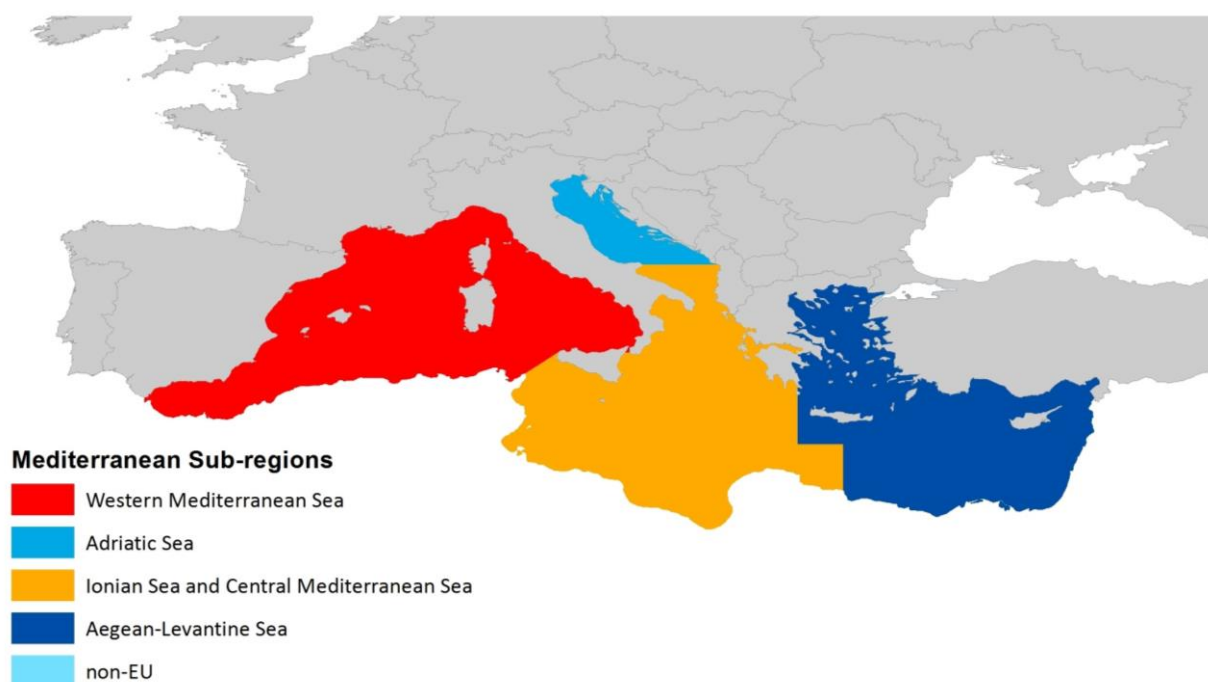 Mediterranean Sub-regions
Western Mediterranean Sea
Adriatic Sea
Ionian Sea and Central Mediterranean Sea
Aegean-Levantine Sea
non-EU